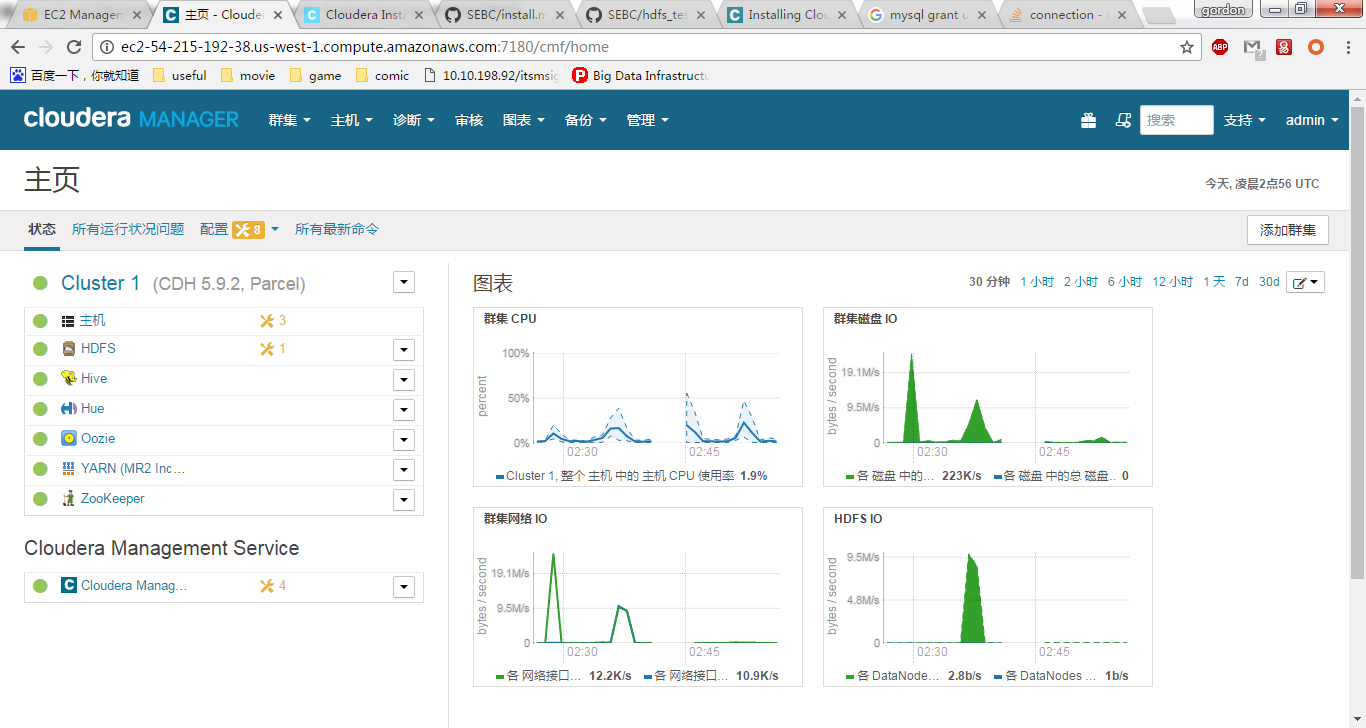 EC2 Managem
主页 - Clouder
Cloudera Inst
SEBC/install.m
SEBC/hdfs_tes
Installing Clou
mysql grant u
connection -
gordon
ec2-54-215-192-38.us-west-1.compute.amazonaws.com:7180/cmf/home
ABP
百度一下，你就知道
useful
movie
game
comic
10.10.198.92/itsmsig
Big Data Infrastructu
cloudera MANAGER
群集
主机
诊断
审核
图表
备份
管理
搜索
支持
admin
主页
今天, 凌晨2点56 UTC
状态
所有运行状况问题
配置
8
所有最新命令
添加群集
Cluster 1 (CDH 5.9.2, Parcel)
主机
3
HDFS
1
Hive
Hue
Oozie
YARN (MR2 Inc...
ZooKeeper
Cloudera Management Service
Cloudera Manag...
4
图表
30 分钟 1 小时 2 小时 6 小时 12 小时 1 天 7d 30d
群集 CPU
percent
100%
50%
0%
02:30
02:45
Cluster 1, 整个 主机 中的 主机 CPU 使用率 1.9%
群集磁盘 IO
bytes / second
19.1M/s
9.5M/s
0
02:30
02:45
各 磁盘 中的... 223K/s
各 磁盘 中的总 磁盘... 0
群集网络 IO
bytes / second
19.1M/s
9.5M/s
0
02:30
02:45
各 网络接口... 12.2K/s
各 网络接口... 10.9K/s
HDFS IO
bytes / second
9.5M/s
4.8M/s
0
02:30
02:45
各 DataNode... 2.8b/s
各 DataNodes ... 1b/s